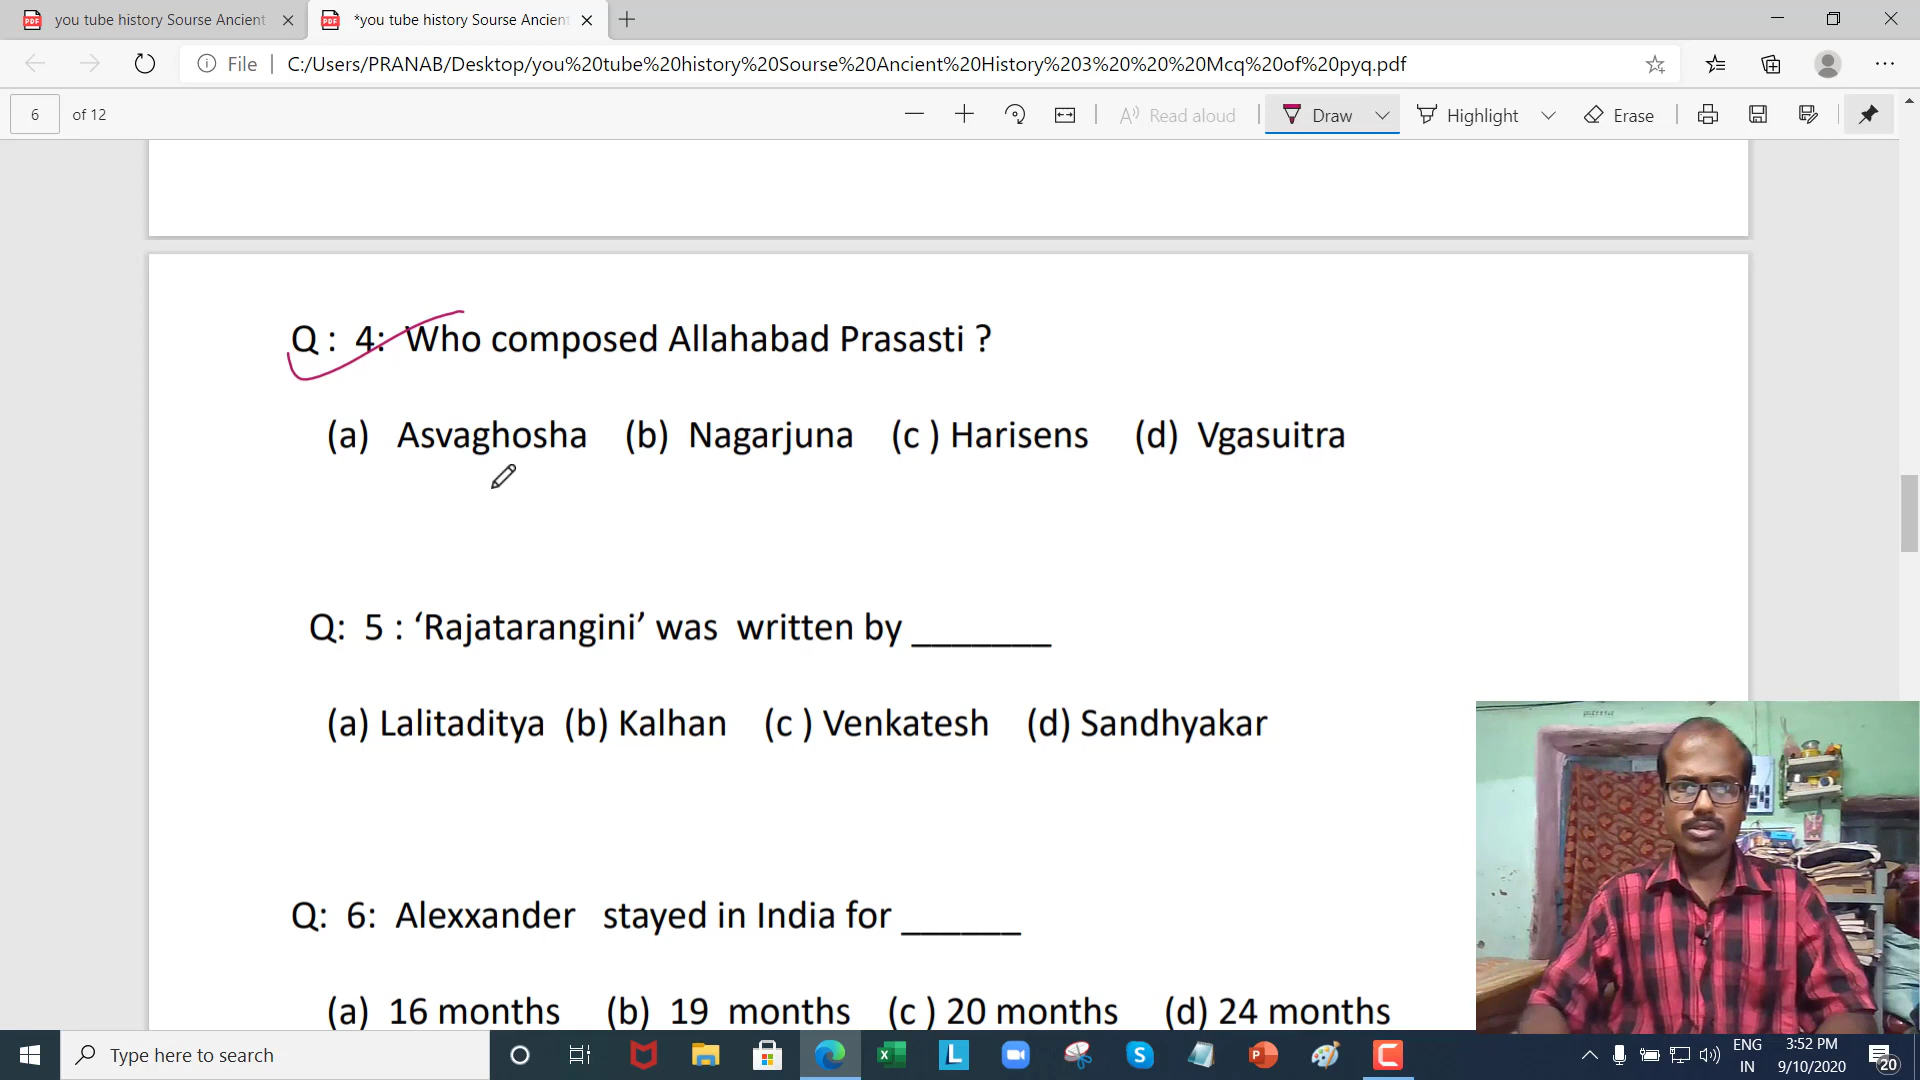 you tube history Sourse Ancient
*you tube history Sourse Ancien
File
C:/Users/PRANAB/Desktop/you%20tube%20history%20Sourse%20Ancient%20History%203%20%20%20Mcq%20of%20pyq.pdf
6 of 12
Read aloud
Draw
Highlight
Erase
Q : 4: Who composed Allahabad Prasasti ?
(a) Asvaghosha (b) Nagarjuna (c ) Harisens (d) Vgasuitra
Q: 5 : ‘Rajatarangini’ was written by _______
(a) Lalitaditya (b) Kalhan (c ) Venkatesh (d) Sandhyakar
Q: 6: Alexxander stayed in India for ______
(a) 16 months (b) 19 months (c ) 20 months (d) 24 months
Type here to search
ENG
IN
3:52 PM
9/10/2020
20